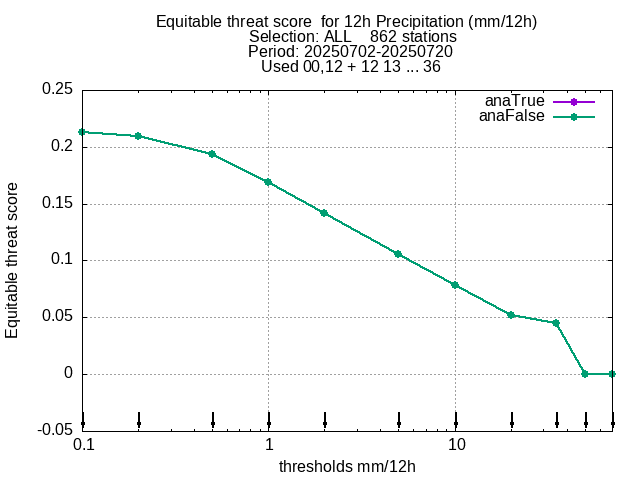 Equitable threat score  for 12h Precipitation (mm/12h)
Selection: ALL    862 stations
Period: 20250702-20250720
Used 00,12 + 12 13 ... 36
anaTrue
anaFalse
0.25
0.2
0.15
0.1
0.05
0
-0.05
Equitable threat score
0.1 1 10
thresholds mm/12h